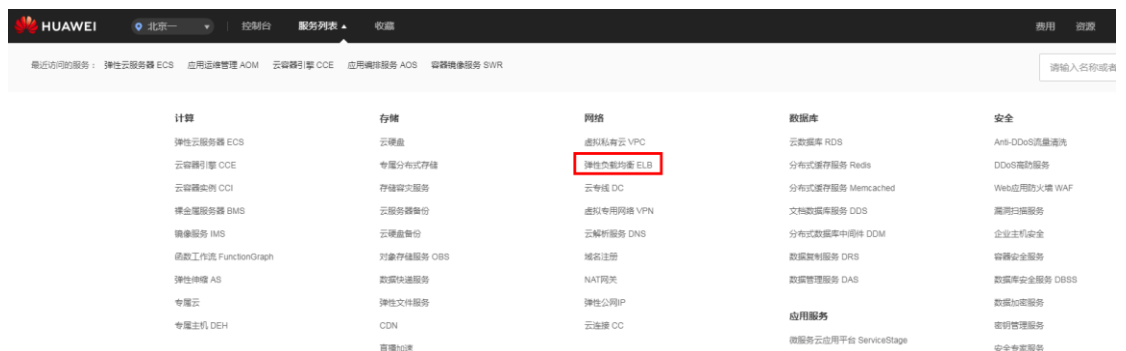 HUAWEI 北京一 控制台 服务列表 收藏 费用 资源
最近访问的服务： 弹性云服务器 ECS 应用运维管理 AOM 云容器引擎 CCE 应用编排服务 AOS 容器镜像服务 SWR 请输入名称或者
计算 存储 网络 数据库 安全
弹性云服务器 ECS 云硬盘 虚拟私有云 VPC 云数据库 RDS Anti-DDoS流量清洗
云容器引擎 CCE 专属分布式存储 弹性负载均衡 ELB 分布式缓存服务 Redis DDoS高防服务
云容器实例 CCI 存储容灾服务 云专线 DC 分布式缓存服务 Memcached Web应用防火墙 WAF
裸金属服务器 BMS 云服务器备份 虚拟专用网络 VPN 文档数据库服务 DDS 漏洞扫描服务
镜像服务 IMS 云硬盘备份 云解析服务 DNS 分布式数据库中间件 DDM 企业主机安全
函数工作流 FunctionGraph 对象存储服务 OBS 域名注册 数据复制服务 DRS 容器安全服务
弹性伸缩 AS 数据快递服务 NAT网关 数据管理服务 DAS 数据库安全服务 DBSS
专属云 弹性文件服务 弹性公网IP 数据加密服务
应用服务
专属主机 DEH CDN 云连接 CC 密钥管理服务
直播加速 微服务云应用平台 ServiceStage 安全专家服务